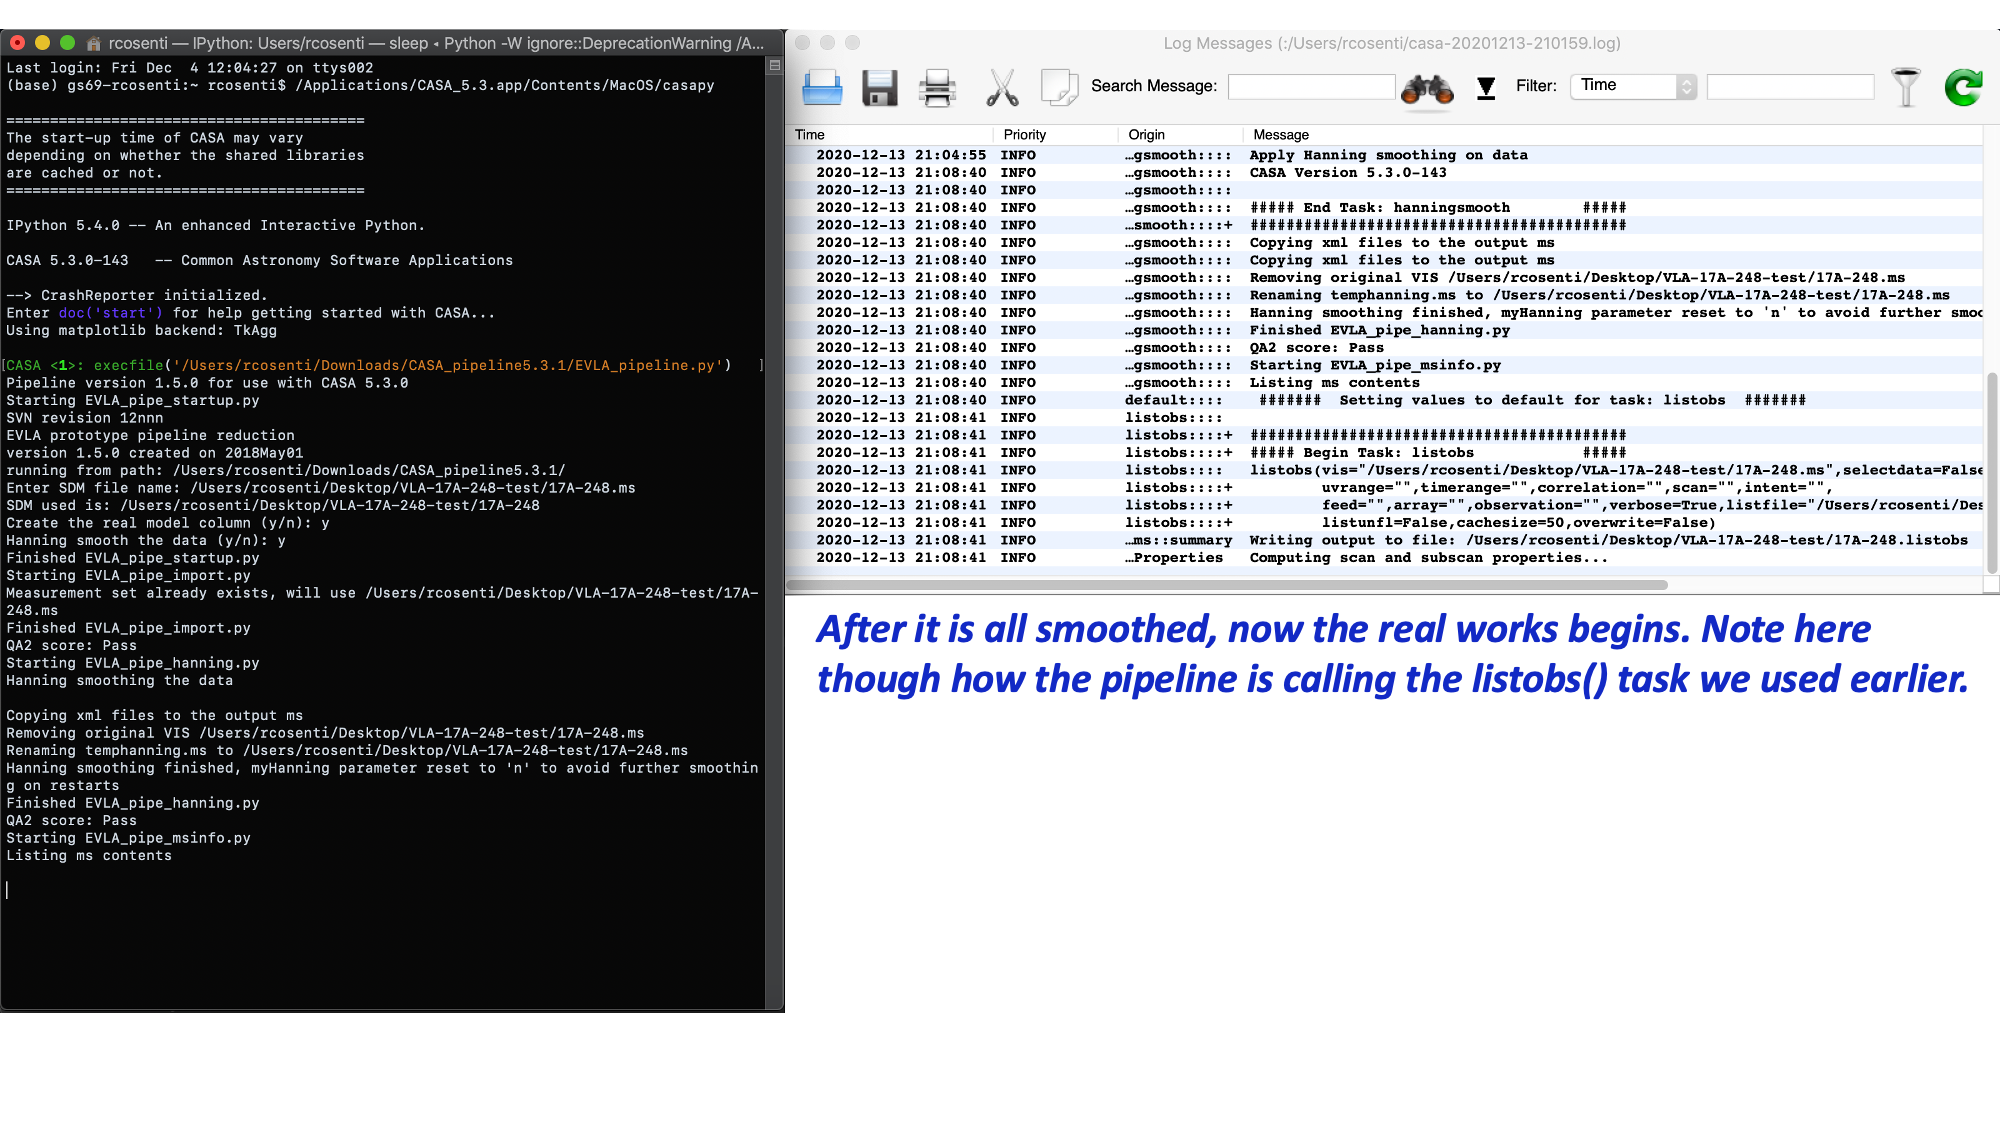 rcosenti — IPython: Users/rcosenti — sleep ◂ Python -W ignore::DeprecationWarning /A...
Last login: Fri Dec  4 12:04:27 on ttys002
(base) gs69-rcosenti:~ rcosenti$ /Applications/CASA_5.3.app/Contents/MacOS/casapy
=========================================
The start-up time of CASA may vary
depending on whether the shared libraries
are cached or not.
=========================================
IPython 5.4.0 -- An enhanced Interactive Python.
CASA 5.3.0-143   -- Common Astronomy Software Applications
--> CrashReporter initialized.
Enter doc('start') for help getting started with CASA...
Using matplotlib backend: TkAgg
[CASA <1>: execfile('/Users/rcosenti/Downloads/CASA_pipeline5.3.1/EVLA_pipeline.py')   ]
Pipeline version 1.5.0 for use with CASA 5.3.0
Starting EVLA_pipe_startup.py
SVN revision 12nnn
EVLA prototype pipeline reduction
version 1.5.0 created on 2018May01
running from path: /Users/rcosenti/Downloads/CASA_pipeline5.3.1/
Enter SDM file name: /Users/rcosenti/Desktop/VLA-17A-248-test/17A-248.ms
SDM used is: /Users/rcosenti/Desktop/VLA-17A-248-test/17A-248
Create the real model column (y/n): y
Hanning smooth the data (y/n): y
Finished EVLA_pipe_startup.py
Starting EVLA_pipe_import.py
Measurement set already exists, will use /Users/rcosenti/Desktop/VLA-17A-248-test/17A-
248.ms
Finished EVLA_pipe_import.py
QA2 score: Pass
Starting EVLA_pipe_hanning.py
Hanning smoothing the data
Copying xml files to the output ms
Removing original VIS /Users/rcosenti/Desktop/VLA-17A-248-test/17A-248.ms
Renaming temphanning.ms to /Users/rcosenti/Desktop/VLA-17A-248-test/17A-248.ms
Hanning smoothing finished, myHanning parameter reset to 'n' to avoid further smoothin
g on restarts
Finished EVLA_pipe_hanning.py
QA2 score: Pass
Starting EVLA_pipe_msinfo.py
Listing ms contents
Log Messages (:/Users/rcosenti/casa-20201213-210159.log)
Search Message: Filter: Time
Time Priority Origin Message
2020-12-13 21:04:55 INFO …gsmooth:::: Apply Hanning smoothing on data
2020-12-13 21:08:40 INFO …gsmooth:::: CASA Version 5.3.0-143
2020-12-13 21:08:40 INFO …gsmooth::::
2020-12-13 21:08:40 INFO …gsmooth:::: ##### End Task: hanningsmooth        #####
2020-12-13 21:08:40 INFO …smooth::::+ ##########################################
2020-12-13 21:08:40 INFO …gsmooth:::: Copying xml files to the output ms
2020-12-13 21:08:40 INFO …gsmooth:::: Copying xml files to the output ms
2020-12-13 21:08:40 INFO …gsmooth:::: Removing original VIS /Users/rcosenti/Desktop/VLA-17A-248-test/17A-248.ms
2020-12-13 21:08:40 INFO …gsmooth:::: Renaming temphanning.ms to /Users/rcosenti/Desktop/VLA-17A-248-test/17A-248.ms
2020-12-13 21:08:40 INFO …gsmooth:::: Hanning smoothing finished, myHanning parameter reset to 'n' to avoid further smoo
2020-12-13 21:08:40 INFO …gsmooth:::: Finished EVLA_pipe_hanning.py
2020-12-13 21:08:40 INFO …gsmooth:::: QA2 score: Pass
2020-12-13 21:08:40 INFO …gsmooth:::: Starting EVLA_pipe_msinfo.py
2020-12-13 21:08:40 INFO …gsmooth:::: Listing ms contents
2020-12-13 21:08:40 INFO default:::: #######  Setting values to default for task: listobs  #######
2020-12-13 21:08:41 INFO listobs::::
2020-12-13 21:08:41 INFO listobs::::+ ##########################################
2020-12-13 21:08:41 INFO listobs::::+ ##### Begin Task: listobs            #####
2020-12-13 21:08:41 INFO listobs:::: listobs(vis="/Users/rcosenti/Desktop/VLA-17A-248-test/17A-248.ms",selectdata=False
2020-12-13 21:08:41 INFO listobs::::+ uvrange="",timerange="",correlation="",scan="",intent="",
2020-12-13 21:08:41 INFO listobs::::+ feed="",array="",observation="",verbose=True,listfile="/Users/rcosenti/Des
2020-12-13 21:08:41 INFO listobs::::+ listunfl=False,cachesize=50,overwrite=False)
2020-12-13 21:08:41 INFO …ms::summary Writing output to file: /Users/rcosenti/Desktop/VLA-17A-248-test/17A-248.listobs
2020-12-13 21:08:41 INFO …Properties Computing scan and subscan properties...
After it is all smoothed, now the real works begins. Note here
though how the pipeline is calling the listobs() task we used earlier.